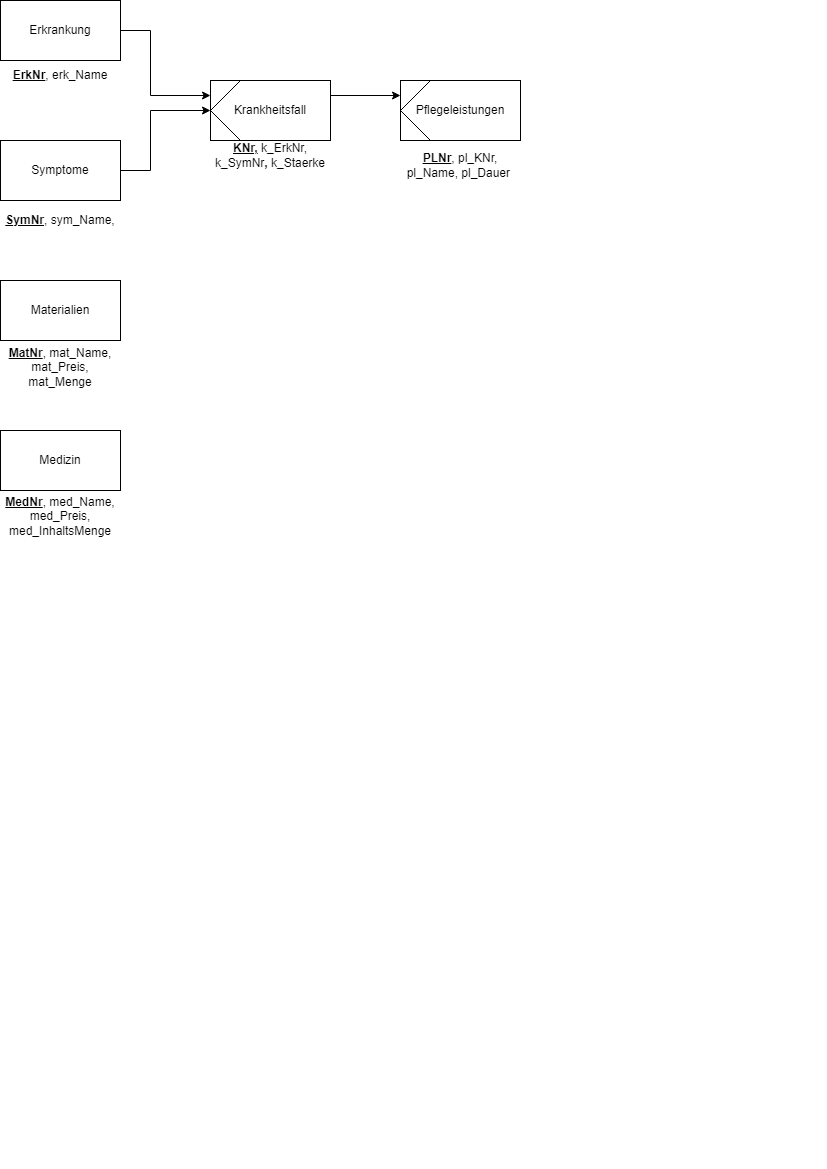 Erkrankung
ErkNr, erk_Name
Krankheitsfall
KNr, k_ErkNr,
k_SymNr, k_Staerke
Pflegeleistungen
PLNr, pl_KNr,
pl_Name, pl_Dauer
Symptome
SymNr, sym_Name,
Materialien
MatNr, mat_Name,
mat_Preis,
mat_Menge
Medizin
MedNr, med_Name,
med_Preis,
med_InhaltsMenge